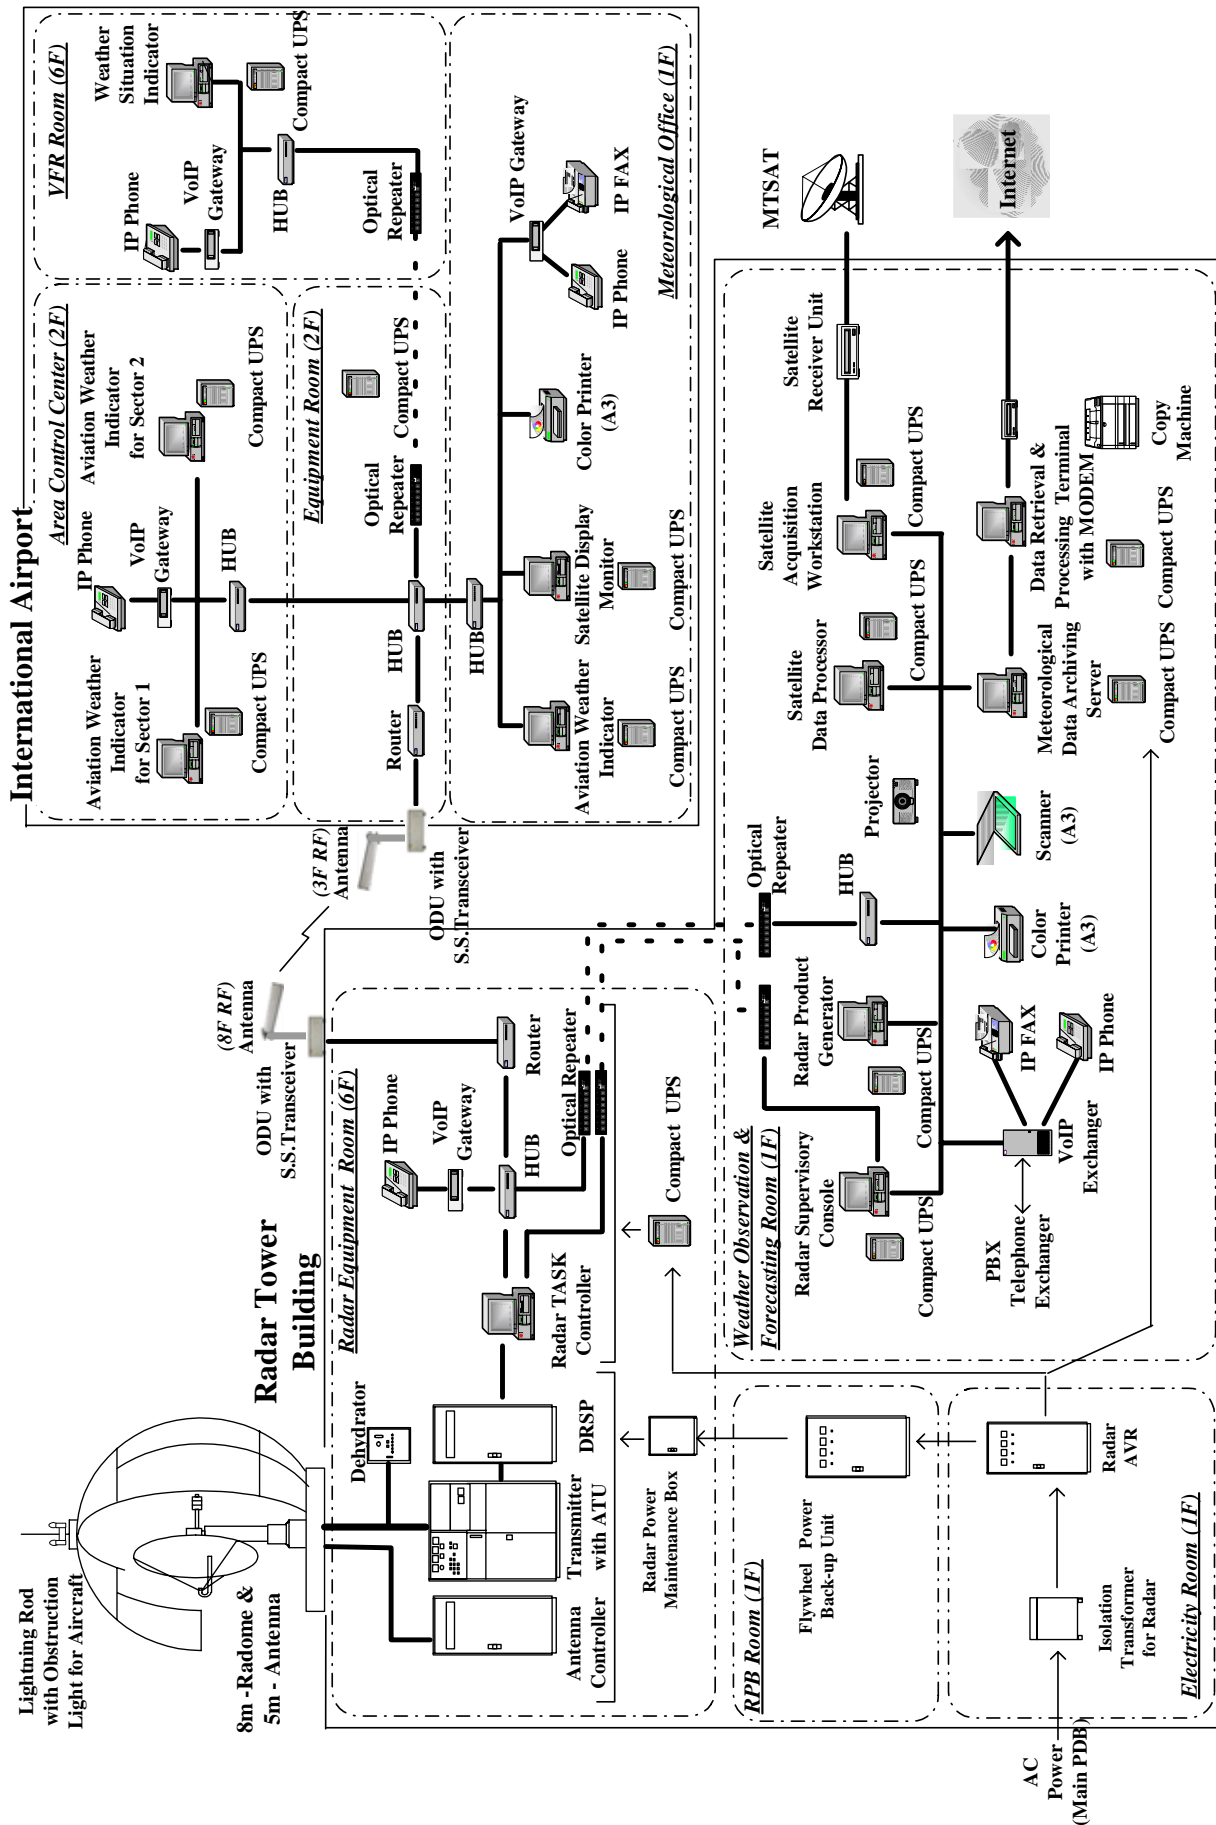 International Airport
VFR Room (6F)
Weather
Situation
Indicator
Compact UPS
IP Phone
VoIP
Gateway
HUB
Optical
Repeater
Area Control Center (2F)
Aviation Weather
Indicator
for Sector 2
Compact UPS
IP Phone
VoIP
Gateway
HUB
Aviation Weather
Indicator
for Sector 1
Compact UPS
Equipment Room (2F)
Compact UPS
Optical
Repeater
HUB
Router
Meteorological Office (1F)
VoIP Gateway
IP FAX
IP Phone
Color Printer
(A3)
HUB
Satellite Display
Monitor
Compact UPS
Aviation Weather
Indicator
Compact UPS
(3F RF)
Antenna
ODU with
S.S.Transceiver
(8F RF)
Antenna
ODU with
S.S.Transceiver
Radar Tower
Building
Lightning Rod
with Obstruction
Light for Aircraft
8m -Radome &
5m - Antenna
Radar Equipment Room (6F)
Router
IP Phone
VoIP
Gateway
HUB
Optical Repeater
Radar TASK
Controller
Compact UPS
Dehydrator
DRSP
Transmitter
with ATU
Antenna
Controller
Radar Power
Maintenance Box
RPB Room (1F)
Flywheel Power
Back-up Unit
Electricity Room (1F)
Radar
AVR
Isolation
Transformer
for Radar
AC
Power
(Main PDB)
Weather Observation &
Forecasting Room (1F)
MTSAT
Internet
Satellite
Receiver Unit
Satellite
Acquisition
Workstation
Compact UPS
Satellite
Data Processor
Compact UPS
Projector
Optical
Repeater
HUB
Radar Product
Generator
Compact UPS
Radar Supervisory
Console
Compact UPS
Data Retrieval &
Processing Terminal
with MODEM
Compact UPS
Copy
Machine
Meteorological
Data Archiving
Server
Compact UPS
Scanner
(A3)
Color
Printer
(A3)
IP FAX
IP Phone
VoIP
Exchanger
PBX
Telephone
Exchanger